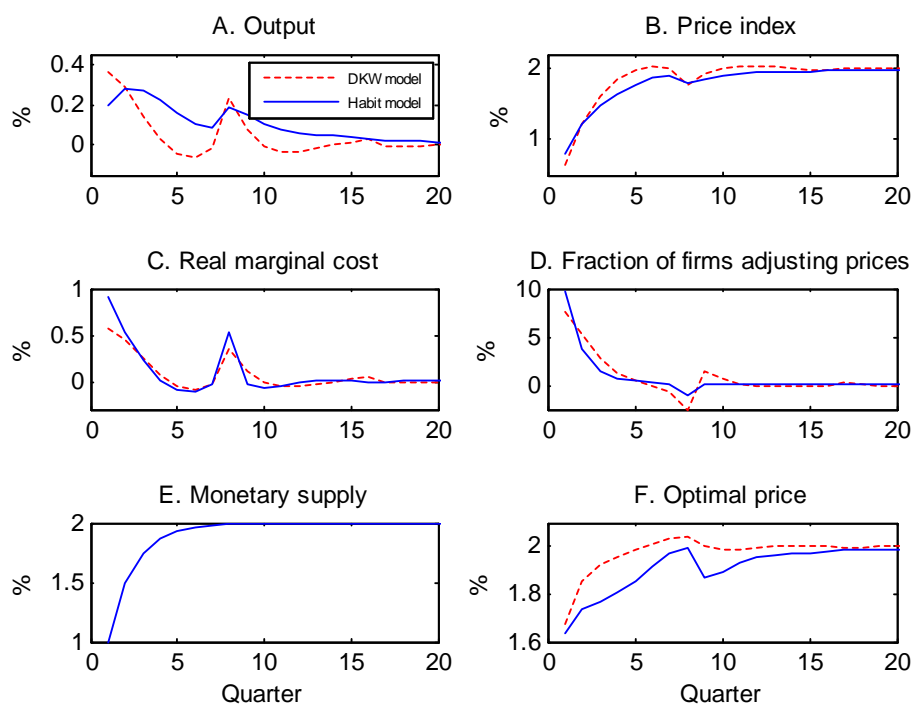 A. Output
B. Price index
0.4
0.2
0
%
DKW model
Habit model
0 5 10 15 20
2
1
%
0 5 10 15 20
C. Real marginal cost
D. Fraction of firms adjusting prices
1
0.5
0
%
0 5 10 15 20
10
5
0
%
0 5 10 15 20
E. Monetary supply
F. Optimal price
2
1.5
1
%
0 5 10 15 20
Quarter
2
1.8
1.6
%
0 5 10 15 20
Quarter